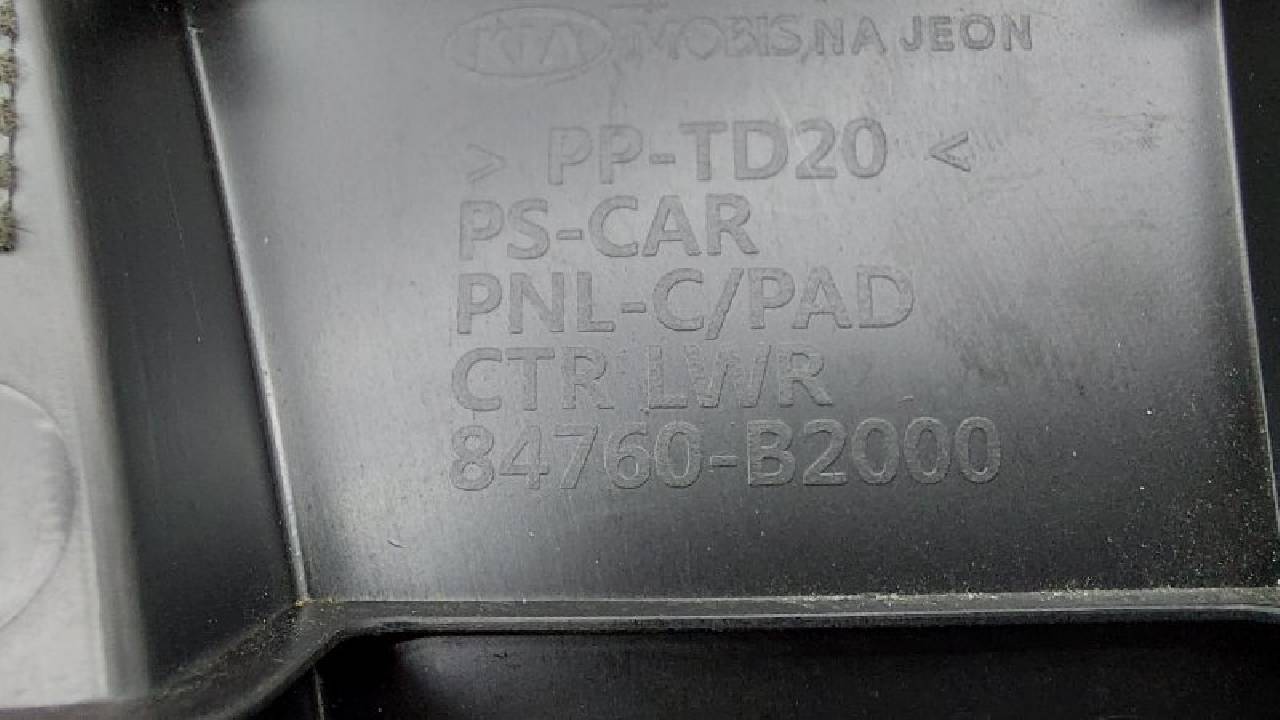 KIA MOBIS, NA JEON
> PP-TD20 <
PS-CAR
PNL-C/PAD
CTR LWR
84760-B2000